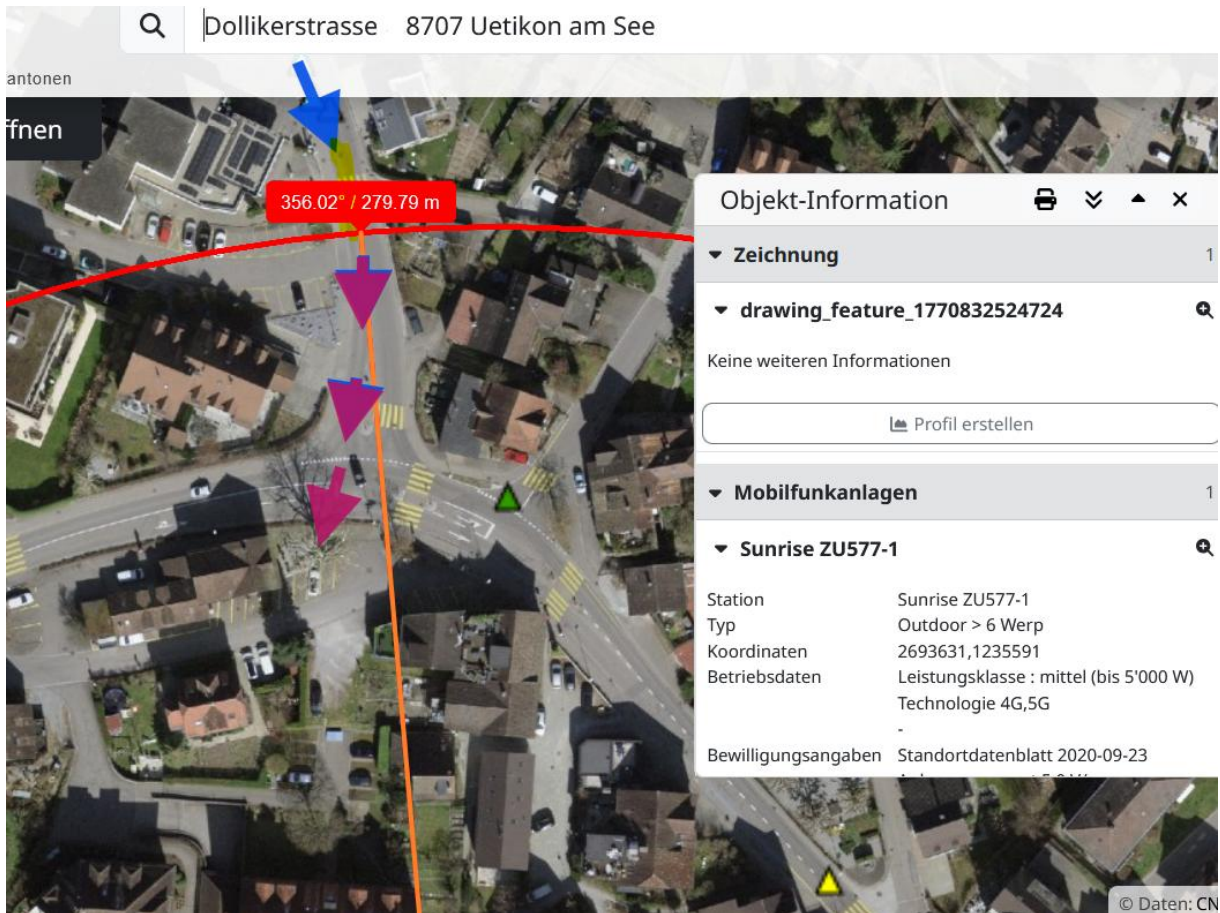 Dollikerstrasse 8707 Uetikon am See
antonen
ffnen
356.02° / 279.79 m
Objekt-Information
Zeichnung 1
drawing_feature_1770832524724
Keine weiteren Informationen
Profil erstellen
Mobilfunkanlagen 1
Sunrise ZU577-1
Station Sunrise ZU577-1
Typ Outdoor > 6 Werp
Koordinaten 2693631,1235591
Betriebsdaten Leistungsklasse : mittel (bis 5'000 W)
Technologie 4G,5G
-
Bewilligungsangaben Standortdatenblatt 2020-09-23
© Daten: CN